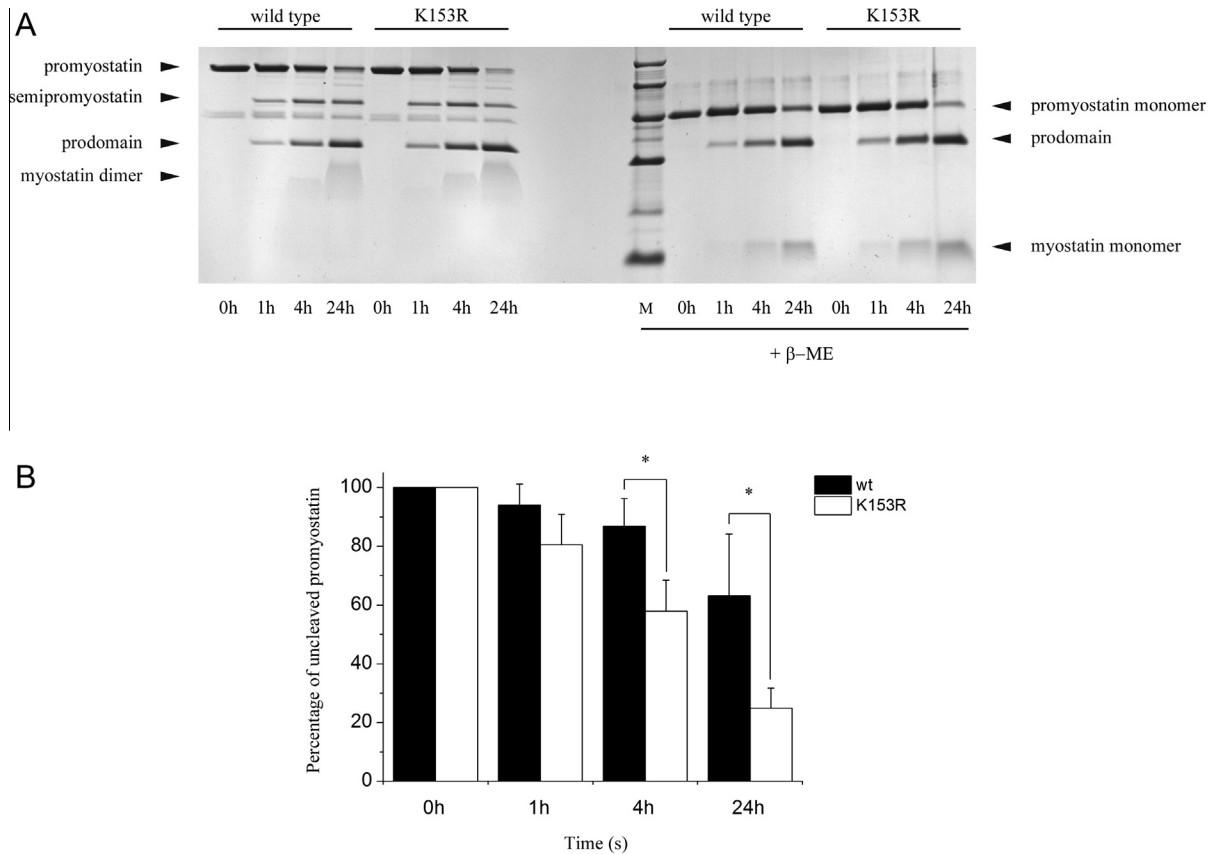 A
wild type K153R wild type K153R
promyostatin
semipromyostatin
prodomain
myostatin dimer
promyostatin monomer
prodomain
myostatin monomer
0h 1h 4h 24h 0h 1h 4h 24h M 0h 1h 4h 24h 0h 1h 4h 24h
+ β–ME
B
Percentage of uncleaved promyostatin
100
80
60
40
20
0
* *
wt
K153R
0h 1h 4h 24h
Time (s)